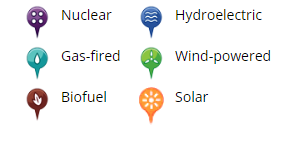 Nuclear Hydroelectric
Gas-fired Wind-powered
Biofuel Solar